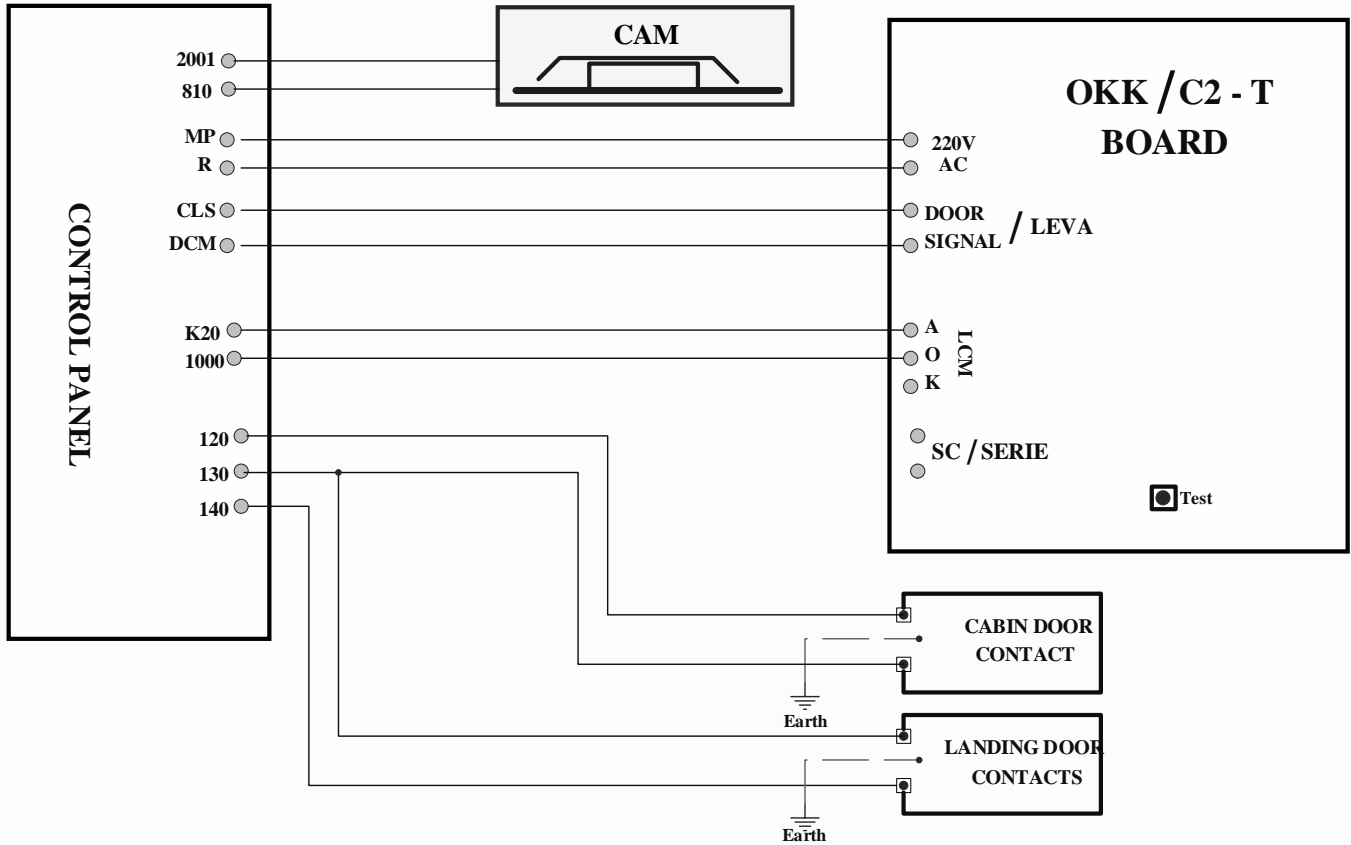 CONTROL PANEL
2001
810
MP
R
CLS
DCM
K20
1000
120
130
140
CAM
OKK / C2 - T
BOARD
220V
AC
DOOR
SIGNAL / LEVA
A
O
K
LCM
SC / SERIE
Test
CABIN DOOR
CONTACT
Earth
LANDING DOOR
CONTACTS
Earth